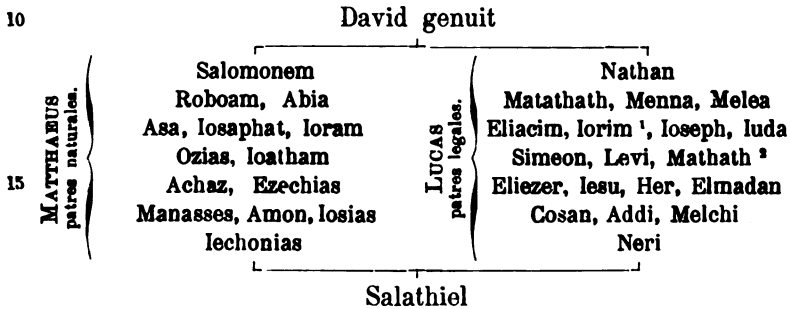 10
David genuit
MATTHAEUS
patres naturales.
Salomonem
Roboam, Abia
Asa, Iosaphat, Ioram
Ozias, Ioatham
15
Achaz, Ezechias
Manasses, Amon, Iosias
Iechonias
LUCAS
patres legales.
Nathan
Matathath, Menna, Melea
Eliacim, Iorim ¹, Ioseph, Iuda
Simeon, Levi, Mathath ²
Eliezer, Iesu, Her, Elmadan
Cosan, Addi, Melchi
Neri
Salathiel